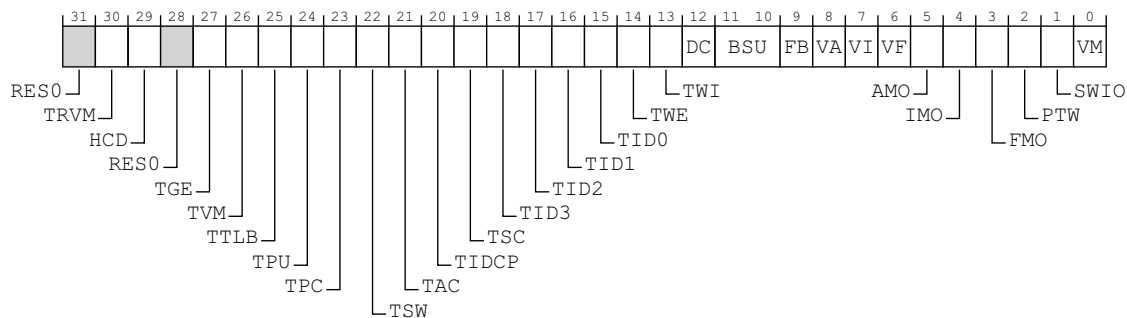 31 30 29 28 27 26 25 24 23 22 21 20 19 18 17 16 15 14 13 12 11 10 9 8 7 6 5 4 3 2 1 0
DC BSU FB VA VI VF VM
RES0 TWI AMO SWIO
TRVM TWE IMO PTW
HCD TID0 FMO
RES0 TID1
TGE TID2
TVM TID3
TTLB TSC
TPU TIDCP
TPC TAC
TSW